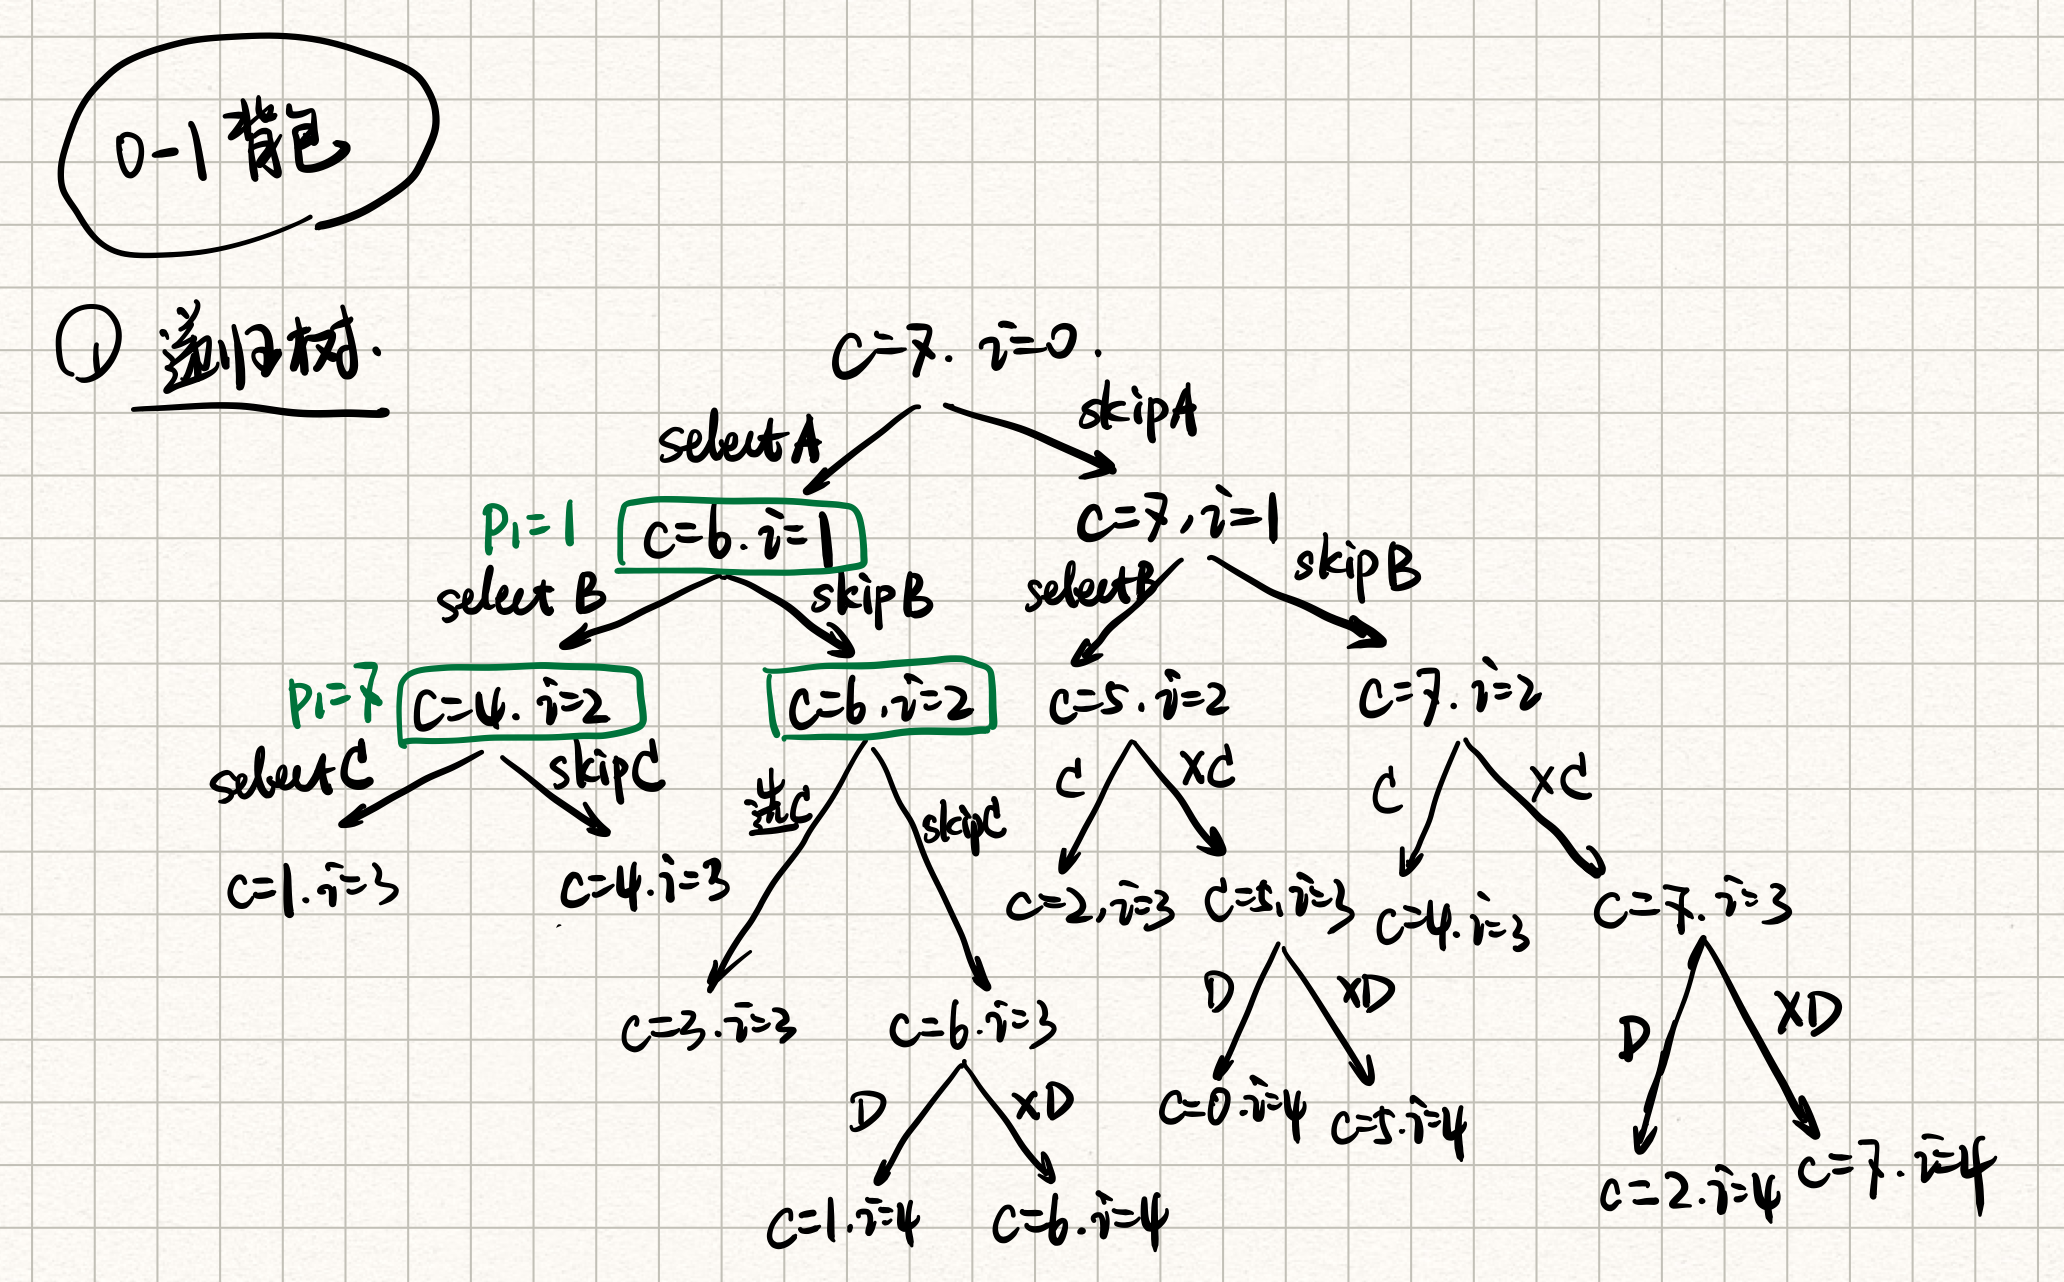 0-1背包
① 递归树.
C=7. i=0.
selectA
skipA
P₁=1
C=6. i=1
C=7, i=1
select B
skipB
selectB
skipB
P₁=7
C=4. i=2
C=6, i=2
C=5. i=2
C=7. i=2
selectC
skipC
选C
skipC
C
XC
C
XC
C=1. i=3
C=4. i=3
C=2, i=3
C=5, i=3
C=4. i=3
C=7. i=3
C=3. i=3
C=6. i=3
D
XD
D
XD
D
XD
C=0. i=4
C=5. i=4
C=2. i=4
C=7. i=4
C=1. i=4
C=6. i=4